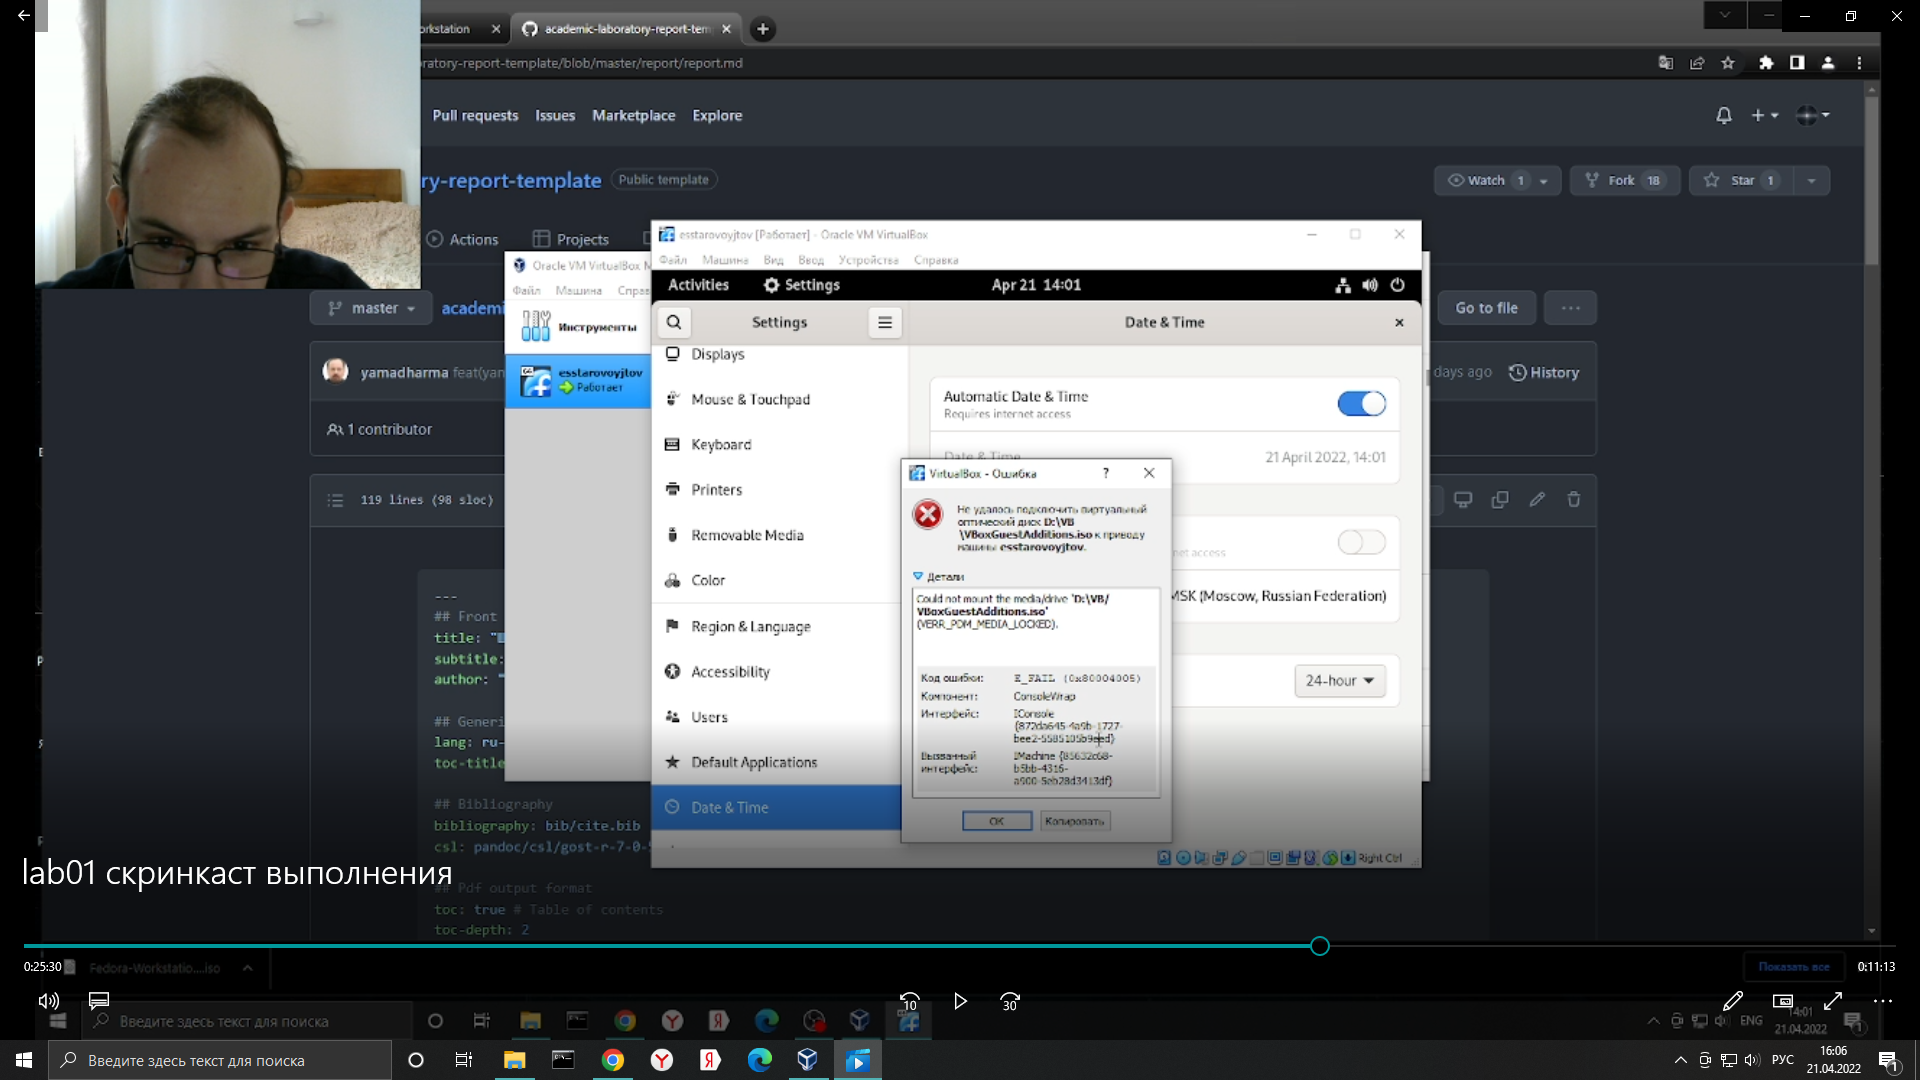 orkstation
academic-laboratory-report-tem
ratory-report-template/blob/master/report/report.md
Pull requests
Issues
Marketplace
Explore
ry-report-template
Public template
Watch 1
Fork 18
Star 1
Actions
Projects
esstarovoyjtov [Работает] - Oracle VM VirtualBox
Файл Машина Вид Ввод Устройства Справка
Oracle VM VirtualBox M
Файл Машина Спра
Activities
Settings
Apr 21 14:01
master
academi
Go to file
Инструменты
Settings
Date & Time
esstarovoyjtov
Работает
yamadharma feat(yam
days ago
History
1 contributor
119 lines (98 sloc)
Displays
Mouse & Touchpad
Keyboard
Printers
Removable Media
Color
Region & Language
Accessibility
Users
Default Applications
Date & Time
Automatic Date & Time
Requires internet access
Date & Time
21 April 2022, 14:01
net access
MSK (Moscow, Russian Federation)
24-hour
VirtualBox - Ошибка
?
Не удалось подключить виртуальный
оптический диск D:\VB
\VBoxGuestAdditions.iso к приводу
машины esstarovoyjtov.
Детали
Could not mount the media/drive 'D:\VB/
VBoxGuestAdditions.iso'
(VERR_PDM_MEDIA_LOCKED).
Код ошибки: E_FAIL (0x80004005)
Компонент: ConsoleWrap
Интерфейс: IConsole
{872da645-4a9b-1727-
bee2-5585105b9eed}
Вызванный
интерфейс:
IMachine {85632c68-
b5bb-4316-
a900-5eb28d3413df}
OK
Копировать
Right Ctrl
---
## Front
title: "
subtitle:
author: "
## Generi
lang: ru-
toc-title
## Bibliography
bibliography: bib/cite.bib
csl: pandoc/csl/gost-r-7-0-5
## Pdf output format
toc: true # Table of contents
toc-depth: 2
lab01 скринкаст выполнения
0:25:30
Fedora-Workstatio....iso
Показать все
0:11:13
10
30
Введите здесь текст для поиска
ENG
14:01
21.04.2022
1
Введите здесь текст для поиска
РУС
16:06
21.04.2022
1